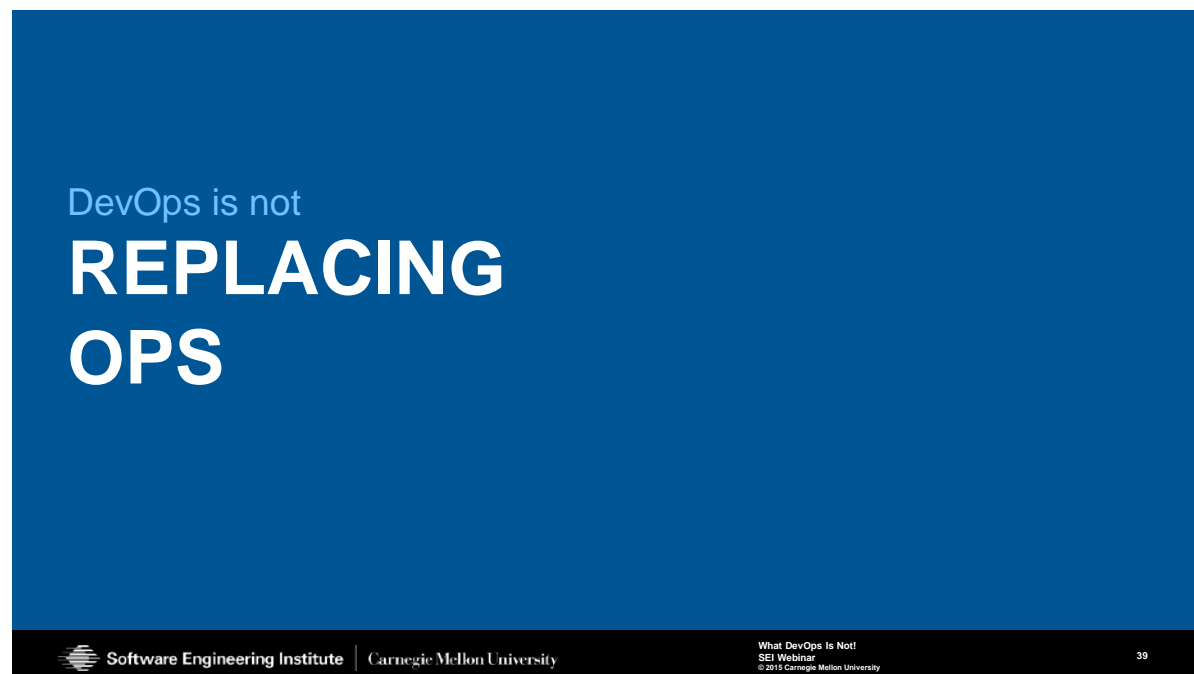 DevOps is not
REPLACING
OPS
Software Engineering Institute | Carnegie Mellon University
What DevOps Is Not!
SEI Webinar
© 2015 Carnegie Mellon University
39